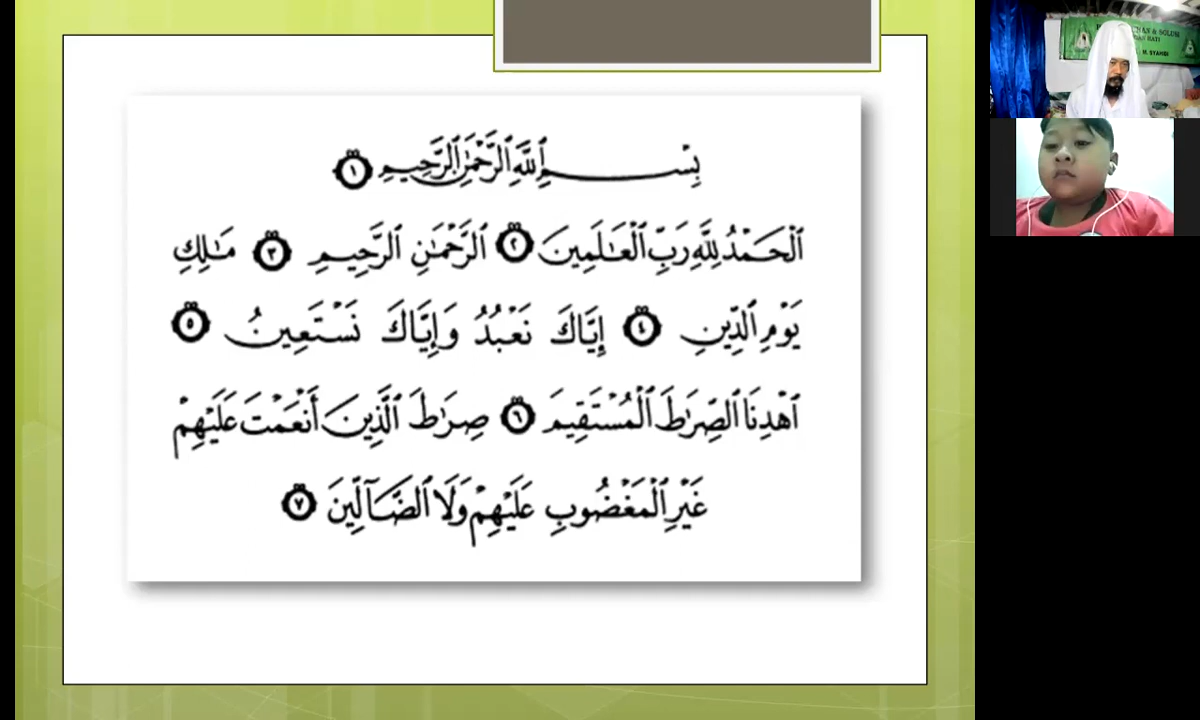 بِسْمِ ٱللَّهِ ٱلرَّحْمَٰنِ ٱلرَّحِيمِ ١
ٱلْحَمْدُ لِلَّهِ رَبِّ ٱلْعَٰلَمِينَ ٢ ٱلرَّحْمَٰنِ ٱلرَّحِيمِ ٣ مَٰلِكِ
يَوْمِ ٱلدِّينِ ٤ إِيَّاكَ نَعْبُدُ وَإِيَّاكَ نَسْتَعِينُ ٥
ٱهْدِنَا ٱلصِّرَٰطَ ٱلْمُسْتَقِيمَ ٦ صِرَٰطَ ٱلَّذِينَ أَنْعَمْتَ عَلَيْهِمْ
غَيْرِ ٱلْمَغْضُوبِ عَلَيْهِمْ وَلَا ٱلضَّآلِّينَ ٧
M. SYAHBI